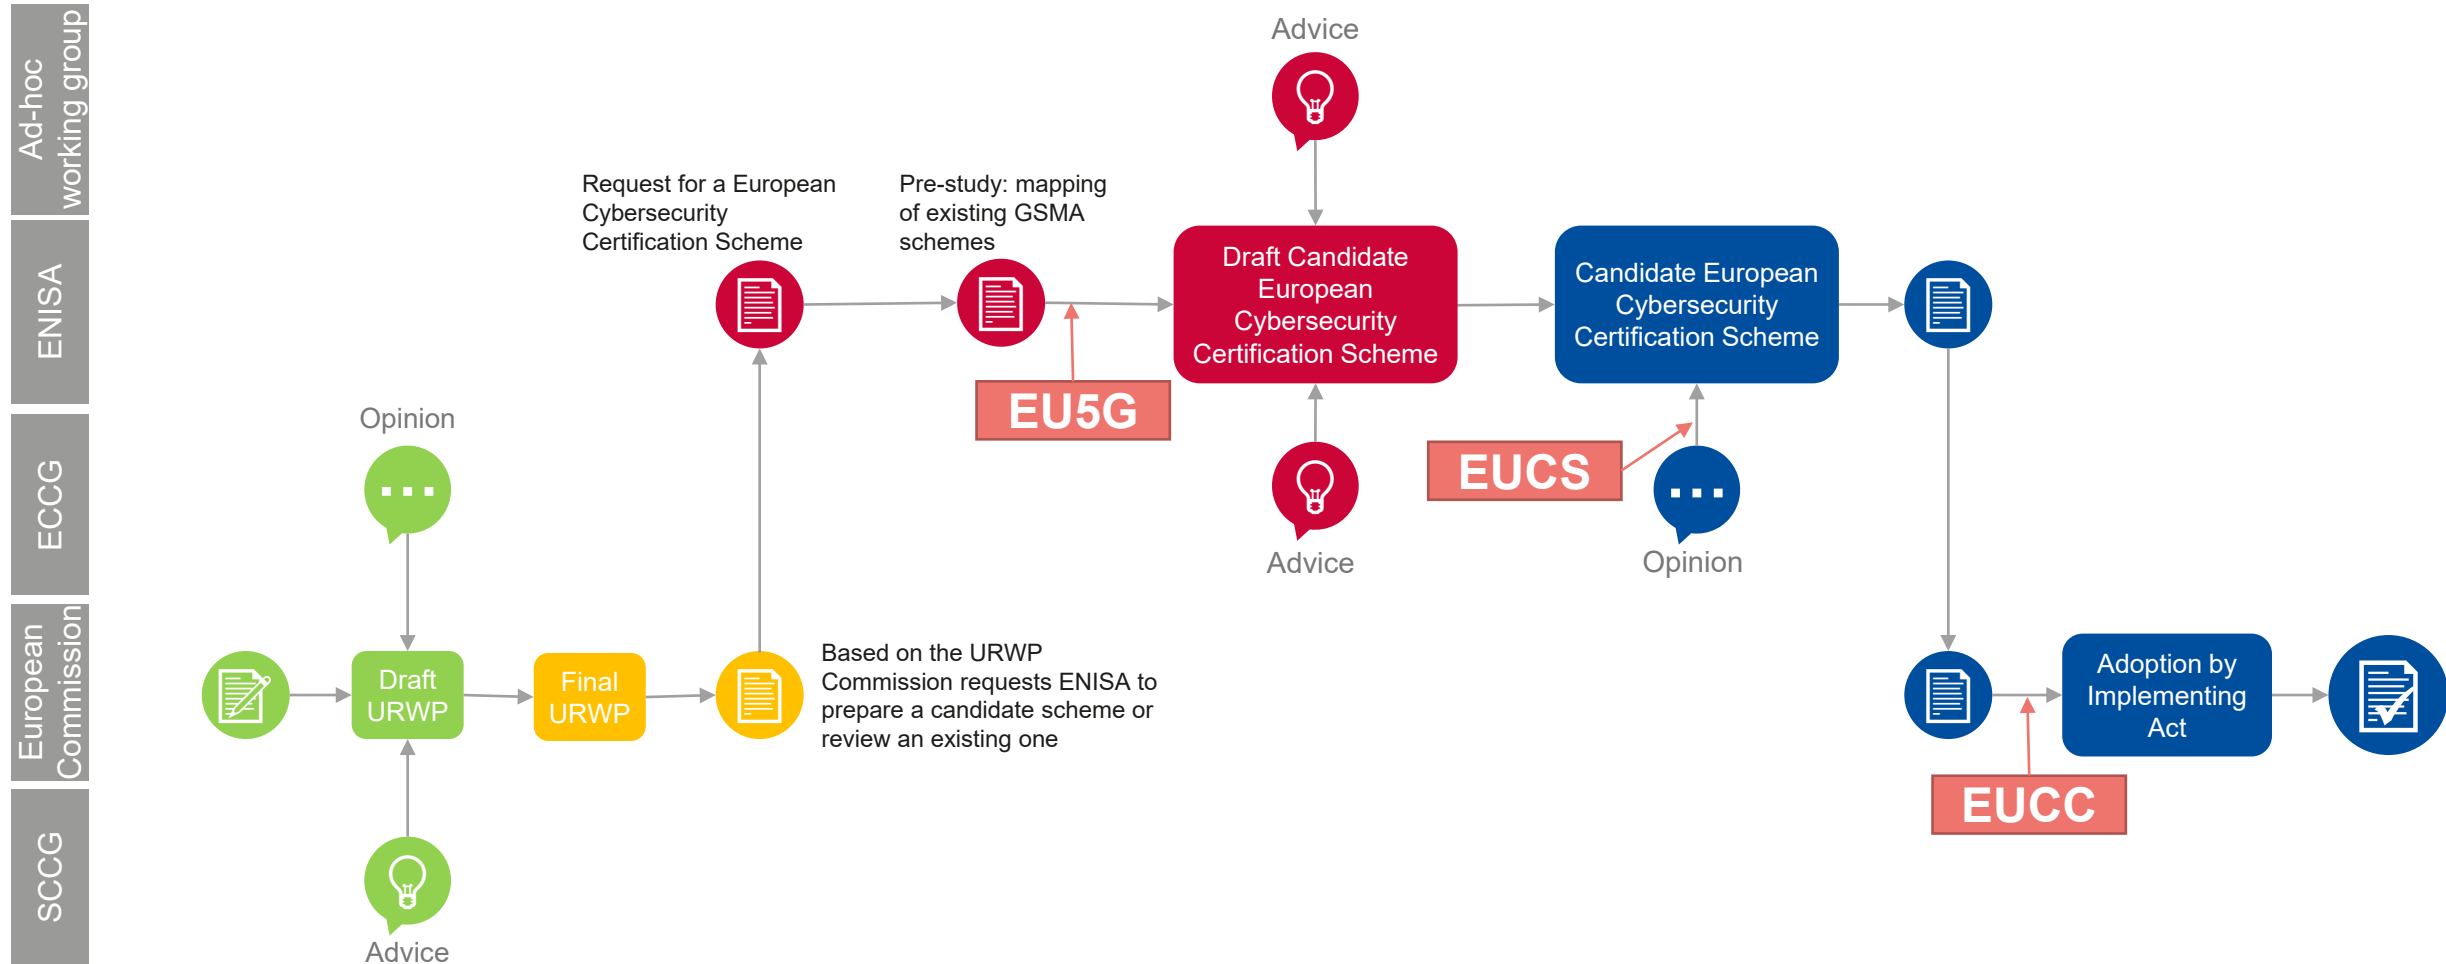 Ad-hoc
working group
ENISA
ECCG
European
Commission
SCCG
Advice
Request for a European
Cybersecurity
Certification Scheme
Pre-study: mapping
of existing GSMA
schemes
Draft Candidate
European
Cybersecurity
Certification Scheme
Candidate European
Cybersecurity
Certification Scheme
EU5G
Opinion
EUCS
Advice
Opinion
Draft
URWP
Final
URWP
Based on the URWP
Commission requests ENISA to
prepare a candidate scheme or
review an existing one
Adoption by
Implementing
Act
EUCC
Advice